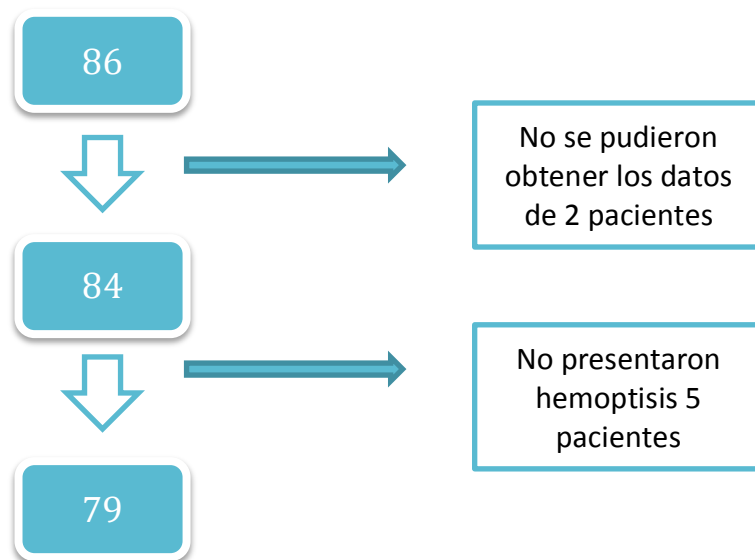 86
No se pudieron
obtener los datos
de 2 pacientes
84
No presentaron
hemoptisis 5
pacientes
79